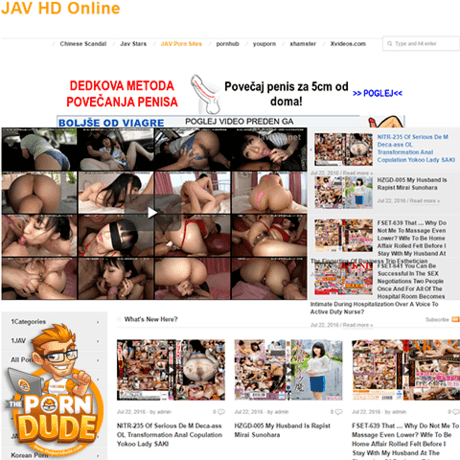 JAV HD Online
Chinese Scandal / Jav Stars / JAV Porn Sites / pornhub / youporn / xhamster / Xvideos.com
Type and hit enter
DEDKOVA METODA
POVEČANJA PENISA
Povečaj penis za 5cm od
doma!
>> POGLEJ<<
BOLJŠE OD VIAGRE
POGLEJ VIDEO PREDEN GA
NITR-235 Of Serious De M
Deca-ass OL
Transformation Anal
Copulation Yokoo Lady SAKI
Jul 22, 2016 / Read more »
HZGD-005 My Husband Is
Rapist Mirai Sunohara
Jul 22, 2016 / Read more »
FSET-639 That … Why Do
Not Me To Massage Even
Lower? Wife To Be Home
Affair Rolled Felt Before I
Stay With My Husband At
The Fingertips Of Business Trip Esthetician
FSET-641 You Can Be
Successful In The SEX
Negotiations Two People
Once And For All Of The
Hospital Room Becomes
Intimate During Hospitalization Over A Voice To
Active Duty Nurse?
Jul 22, 2016 / Read more »
1Categories
1JAV
All Po
Korean Porn
THE
PORN
DUDE
What's New Here?
Subscribe
Jul 22, 2016 - by admin 0
NITR-235 Of Serious De M Deca-ass
OL Transformation Anal Copulation
Yokoo Lady SAKI
Jul 22, 2016 - by admin 0
HZGD-005 My Husband Is Rapist
Mirai Sunohara
Jul 22, 2016 - by admin 0
FSET-639 That … Why Do Not Me To
Massage Even Lower? Wife To Be
Home Affair Rolled Felt Before I Stay
With My Husband At The